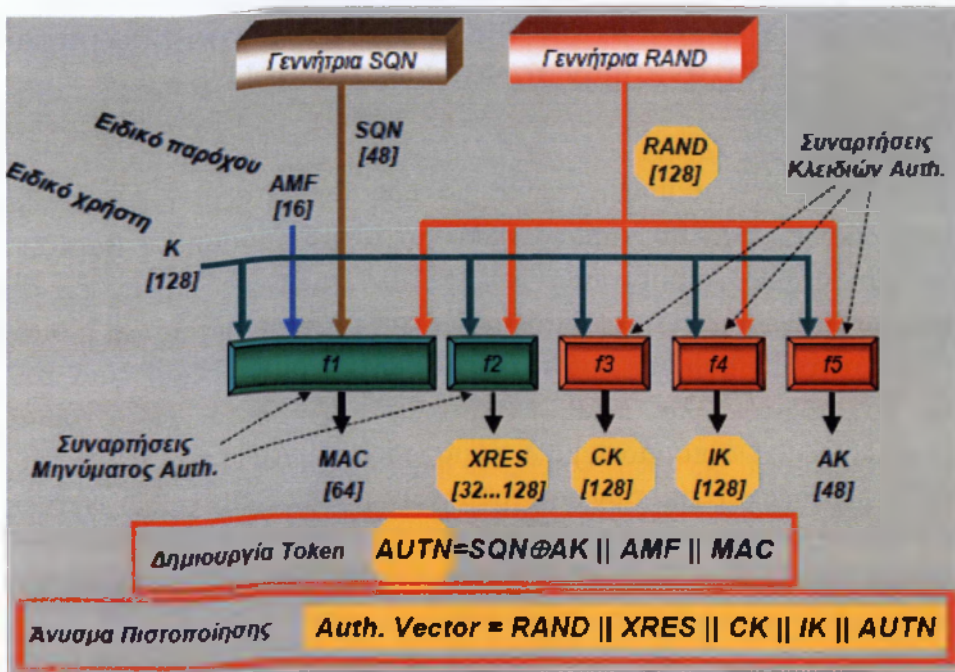 Γεννήτρια SQN
Γεννήτρια RAND
Ειδικό παρόχου
SQN
[48]
RAND
[128]
Συναρτήσεις
Κλειδιών Auth.
Ειδικό χρήστη
AMF
[16]
K
[128]
f1
f2
f3
f4
f5
Συναρτήσεις
Μηνύματος Auth.
MAC
[64]
XRES
[32...128]
CK
[128]
IK
[128]
AK
[48]
Δημιουργία Token AUTN=SQN⊕AK || AMF || MAC
Άνυσμα Πιστοποίησης Auth. Vector = RAND || XRES || CK || IK || AUTN